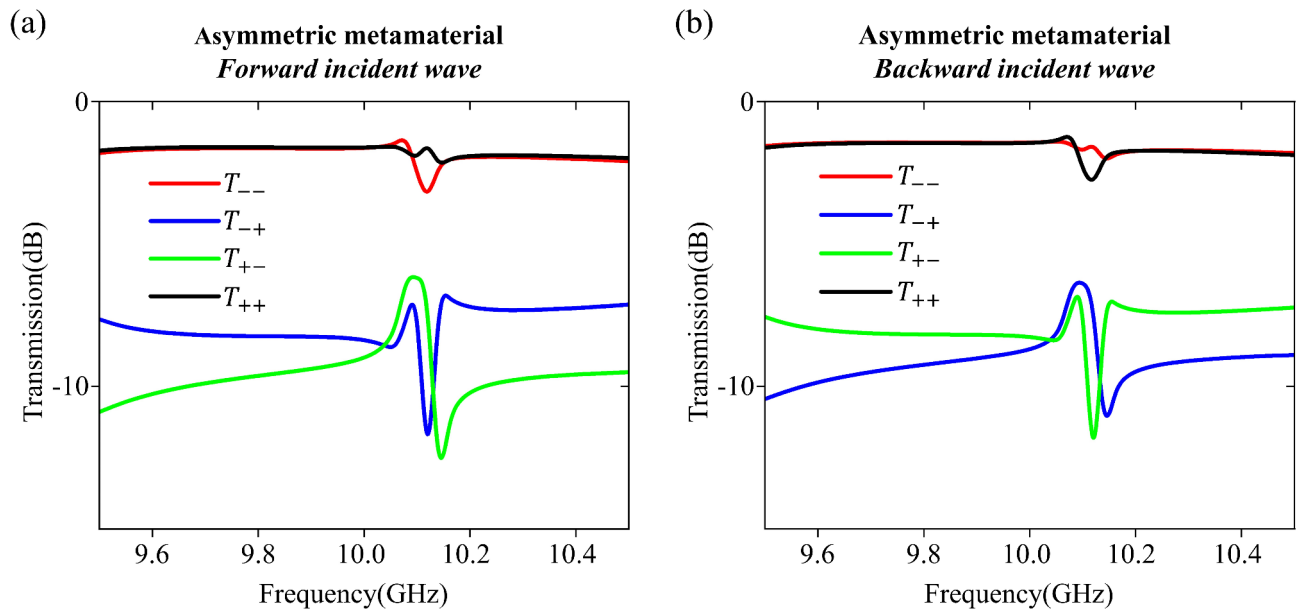 (a)
Asymmetric metamaterial
Forward incident wave
0
-10
Transmission(dB)
T−−
T−+
T+−
T++
9.6 9.8 10.0 10.2 10.4
Frequency(GHz)
(b)
Asymmetric metamaterial
Backward incident wave
0
-10
Transmission(dB)
T−−
T−+
T+−
T++
9.6 9.8 10.0 10.2 10.4
Frequency(GHz)